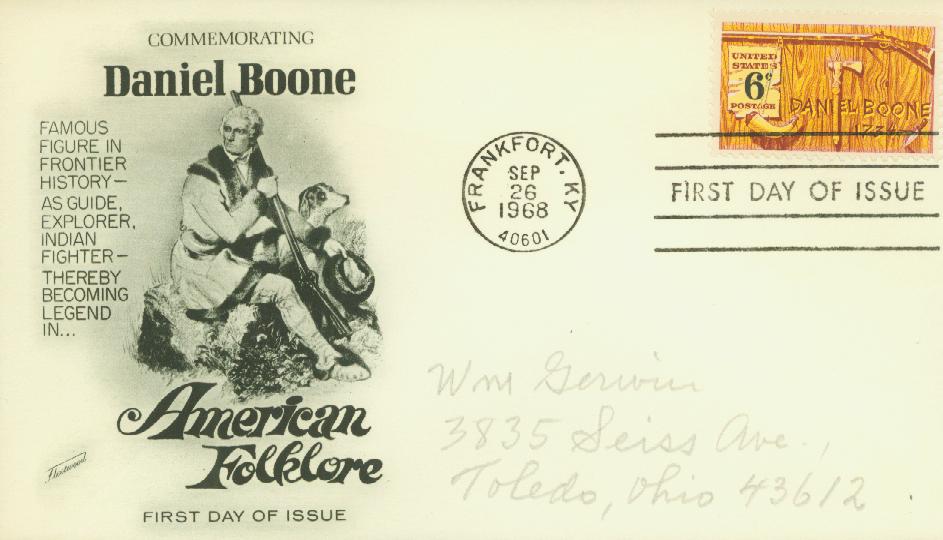 COMMEMORATING
Daniel Boone
FAMOUS
FIGURE IN
FRONTIER
HISTORY—
AS GUIDE,
EXPLORER,
INDIAN
FIGHTER—
THEREBY
BECOMING
LEGEND
IN...
American
Folklore
Fleetwood
FIRST DAY OF ISSUE
FRANKFORT, KY
SEP
26
1968
40601
UNITED
STATES
6¢
POSTAGE
DANIEL BOONE
1734
FIRST DAY OF ISSUE
Wm Gerwin
3835 Seiss Ave.,
Toledo, Ohio 43612